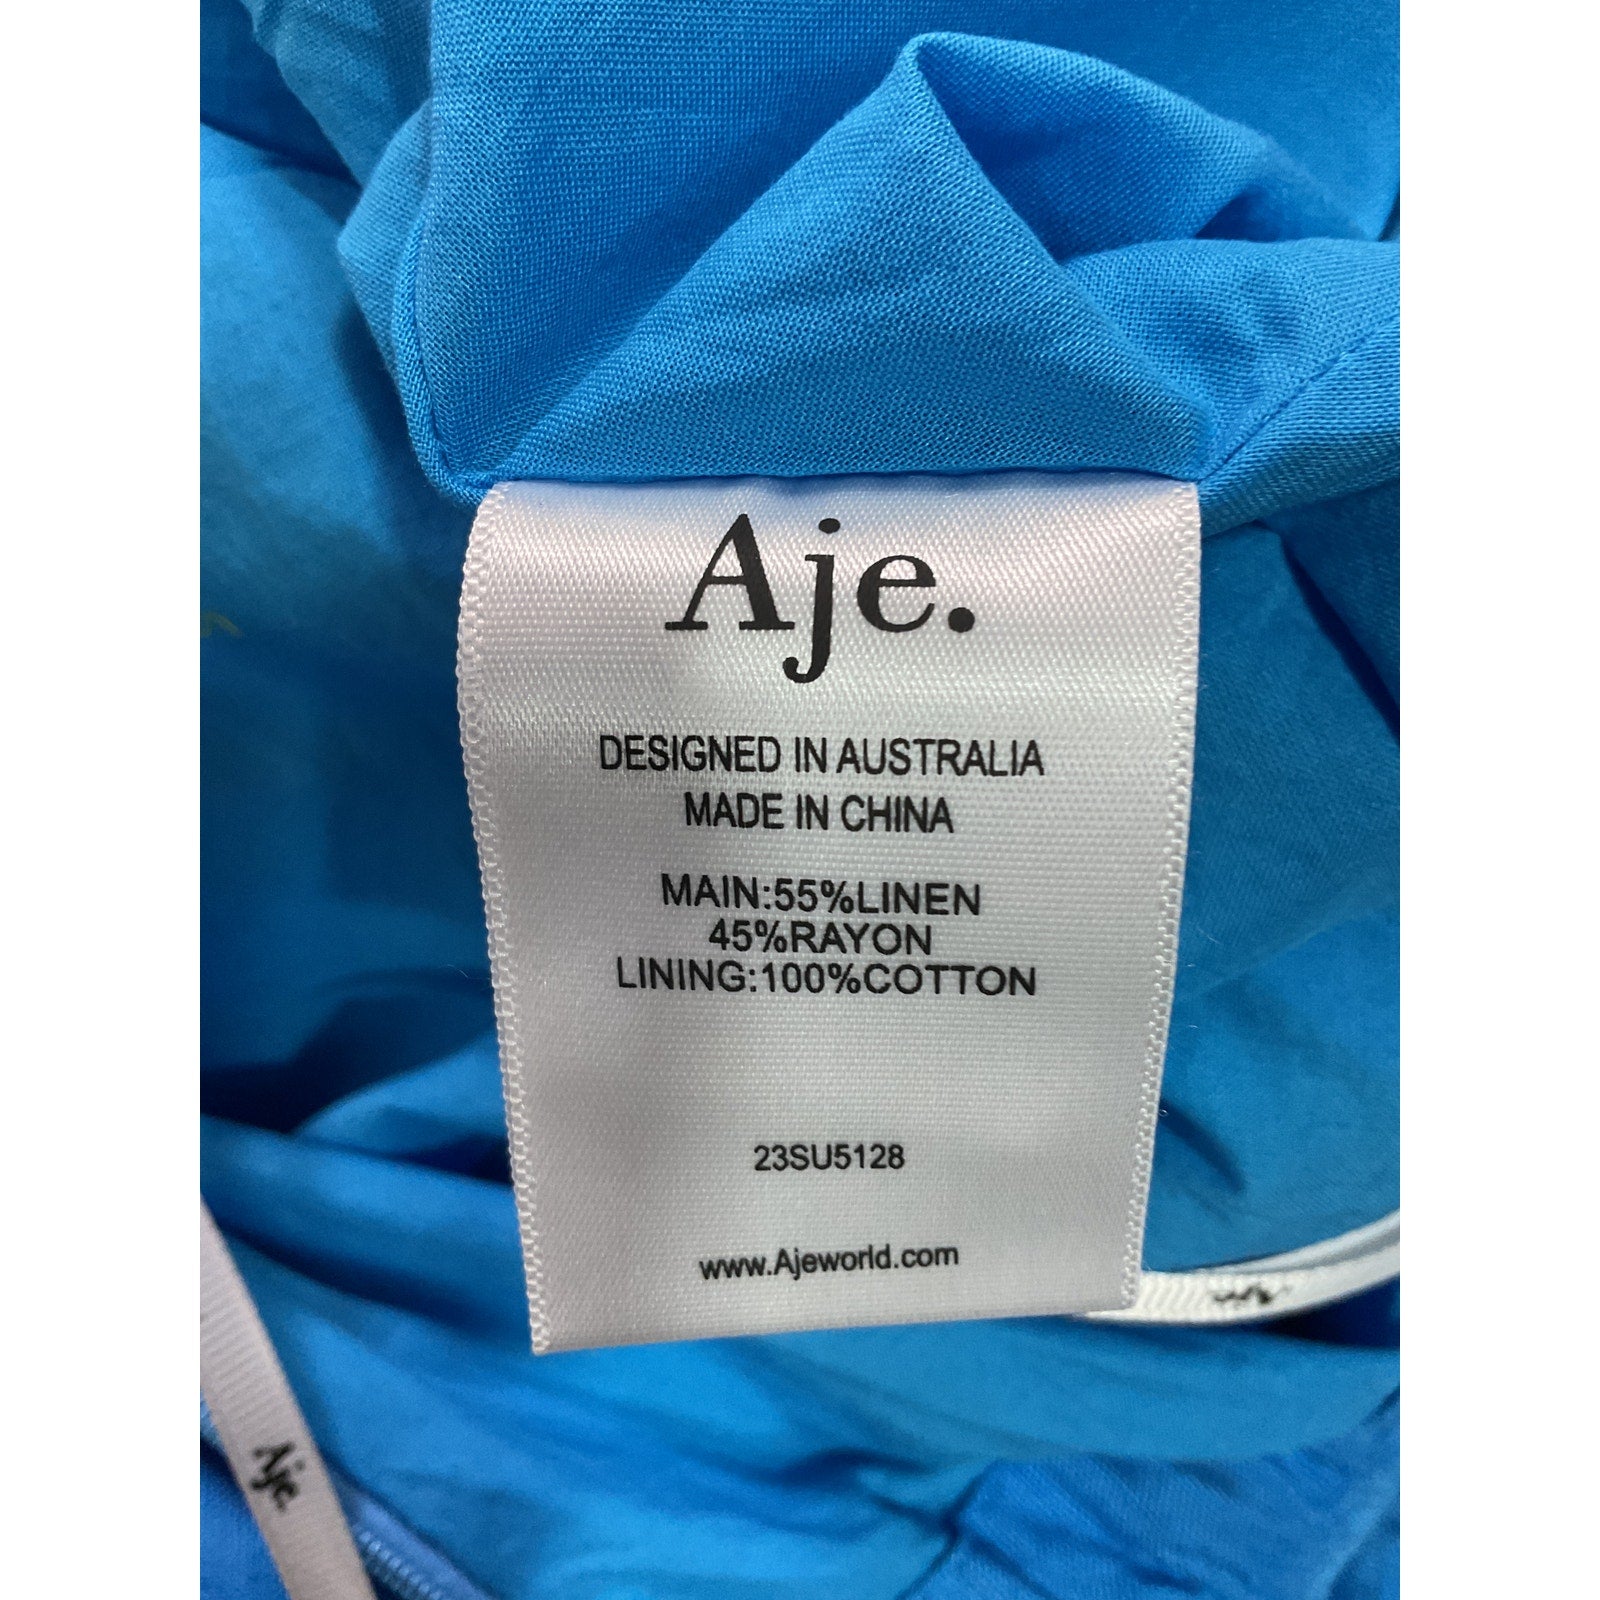 Aje.
DESIGNED IN AUSTRALIA
MADE IN CHINA
MAIN:55%LINEN
45%RAYON
LINING:100%COTTON
23SU5128
www.Ajeworld.com
Aje.